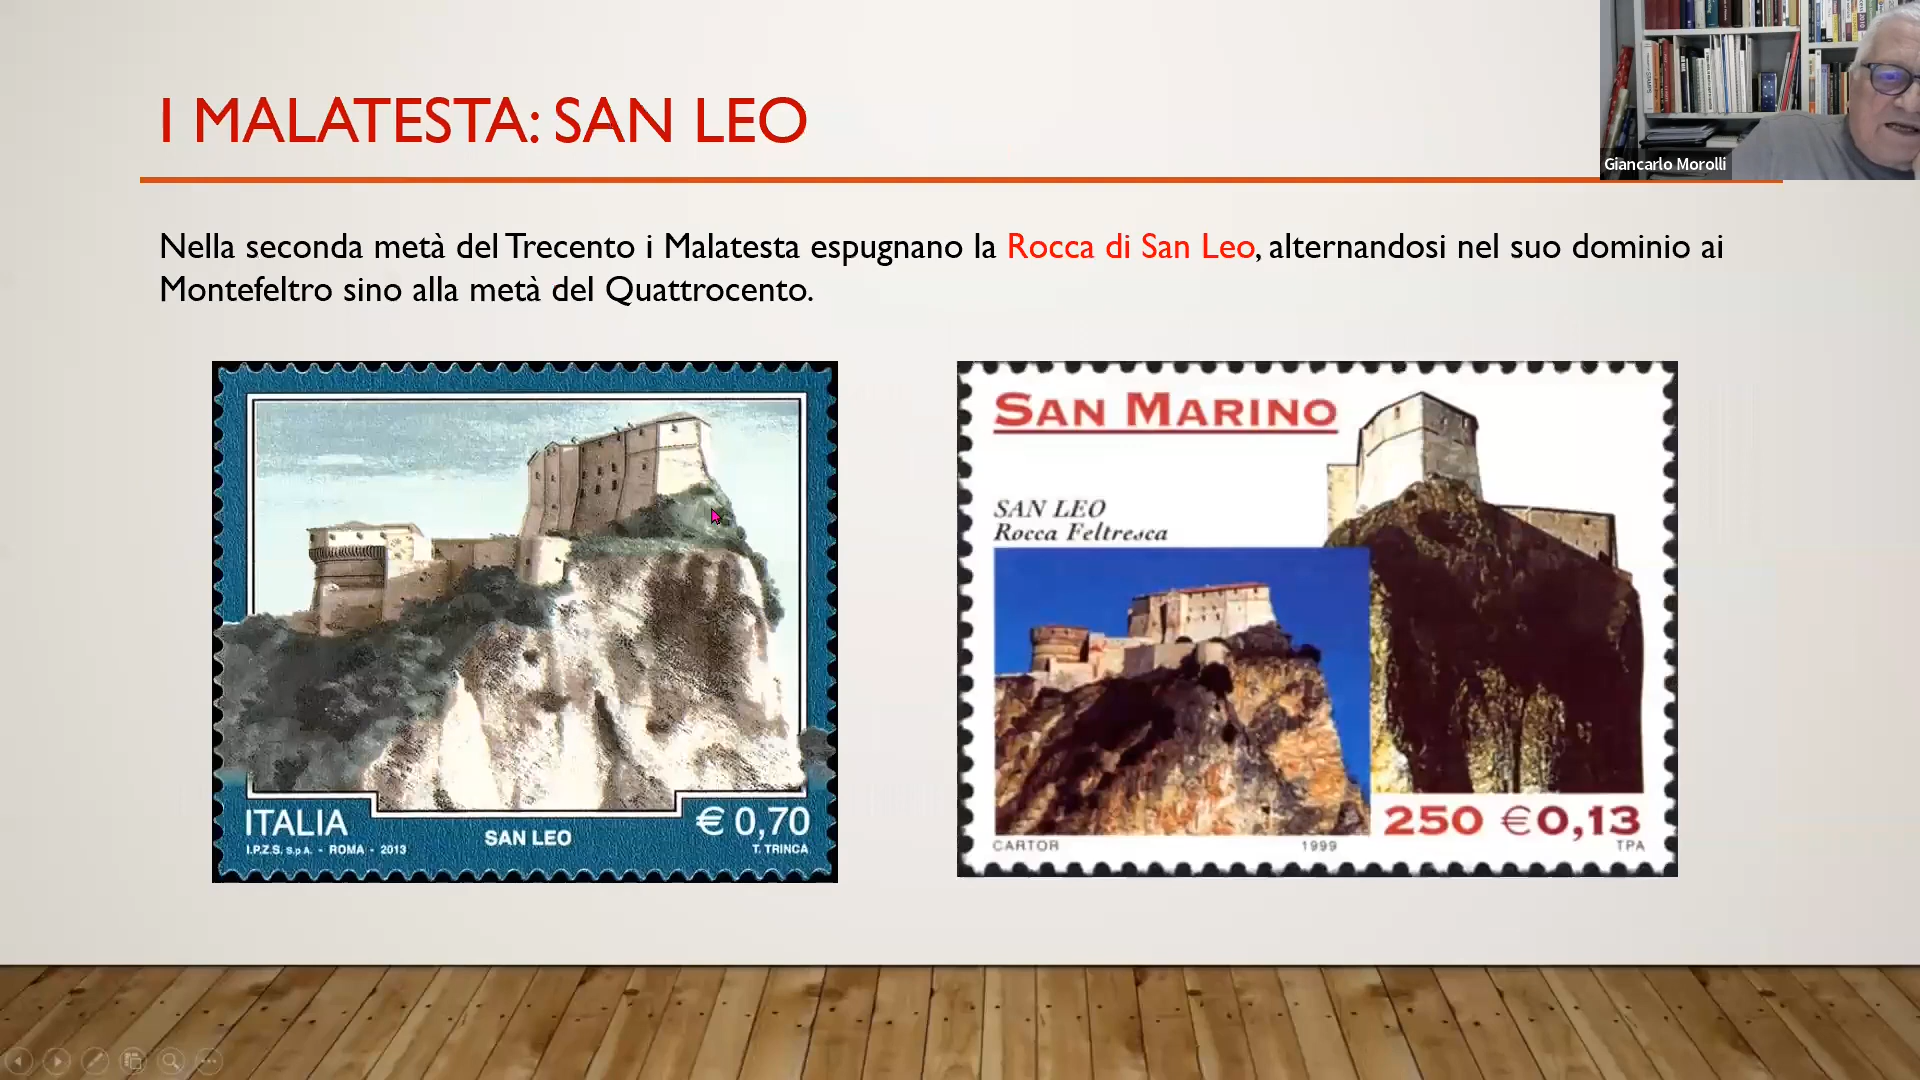 I MALATESTA: SAN LEO
Giancarlo Morolli
Nella seconda metà del Trecento i Malatesta espugnano la Rocca di San Leo, alternandosi nel suo dominio ai
Montefeltro sino alla metà del Quattrocento.
ITALIA
€ 0,70
SAN LEO
I.P.Z.S. S.p.A. - ROMA - 2013
T. TRINCA
SAN MARINO
SAN LEO
Rocca Feltresca
250 €0,13
CARTOR
1999
TPA